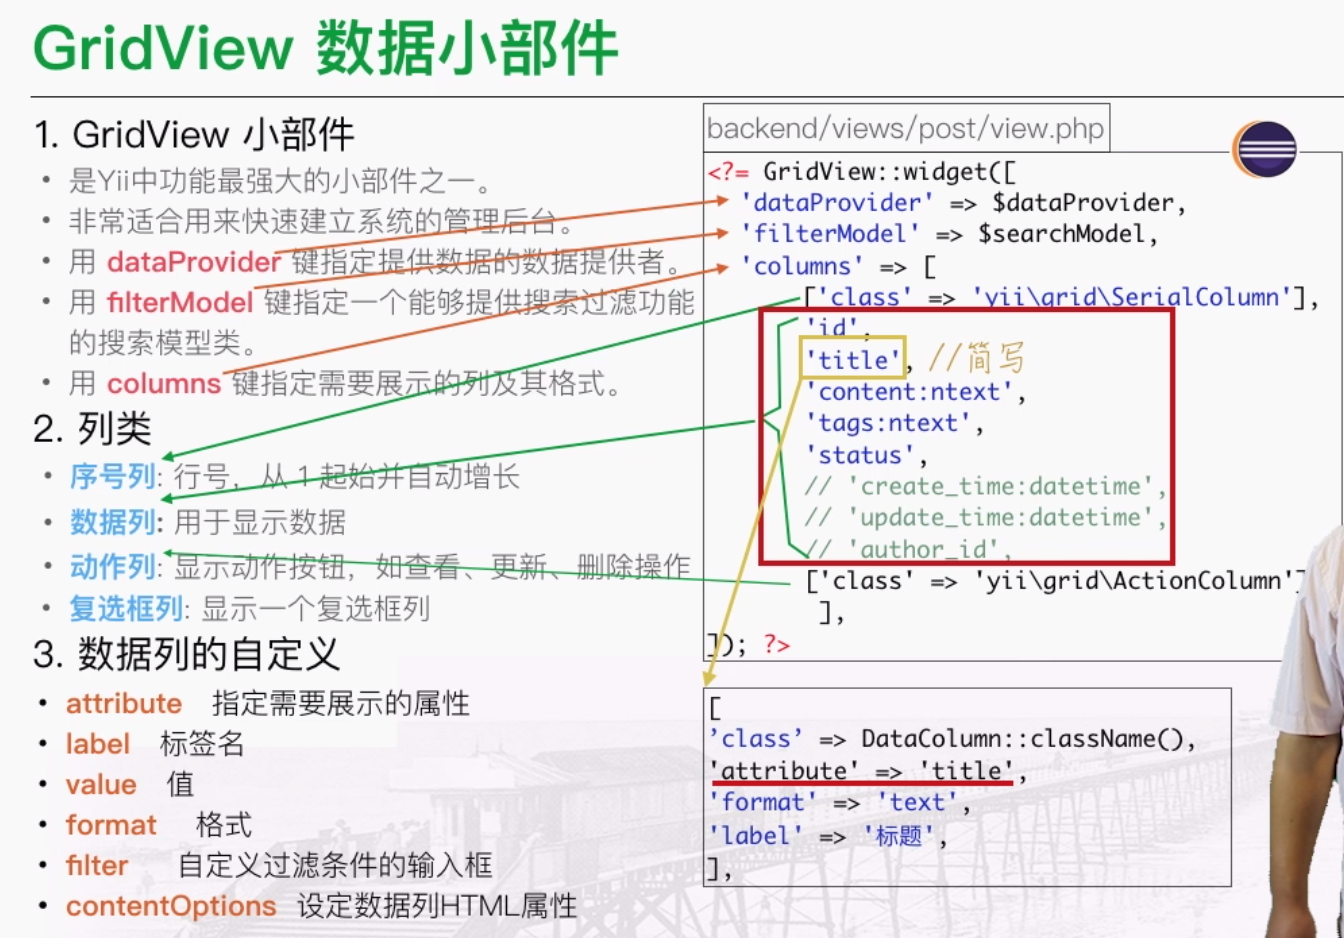 GridView 数据小部件
1. GridView 小部件
• 是Yii中功能最强大的小部件之一。
• 非常适合用来快速建立系统的管理后台。
• 用 dataProvider 键指定提供数据的数据提供者。
• 用 filterModel 键指定一个能够提供搜索过滤功能
的搜索模型类。
• 用 columns 键指定需要展示的列及其格式。
2. 列类
• 序号列: 行号，从 1 起始并自动增长
• 数据列: 用于显示数据
• 动作列: 显示动作按钮，如查看、更新、删除操作
• 复选框列: 显示一个复选框列
3. 数据列的自定义
• attribute 指定需要展示的属性
• label 标签名
• value 值
• format 格式
• filter 自定义过滤条件的输入框
• contentOptions 设定数据列HTML属性
backend/views/post/view.php
<?= GridView::widget([
'dataProvider' => $dataProvider,
'filterModel' => $searchModel,
'columns' => [
['class' => 'yii\grid\SerialColumn'],
'id',
'title', //简写
'content:ntext',
'tags:ntext',
'status',
// 'create_time:datetime',
// 'update_time:datetime',
// 'author_id',
['class' => 'yii\grid\ActionColumn']
],
]); ?>
[
'class' => DataColumn::className(),
'attribute' => 'title',
'format' => 'text',
'label' => '标题',
],